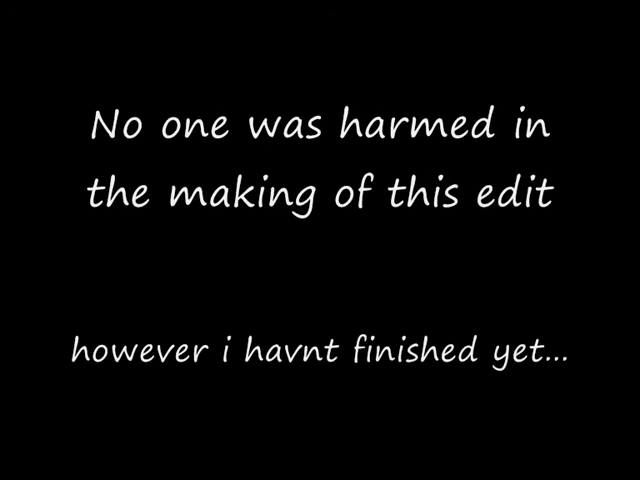 No one was harmed in
the making of this edit
however i havnt finished yet...